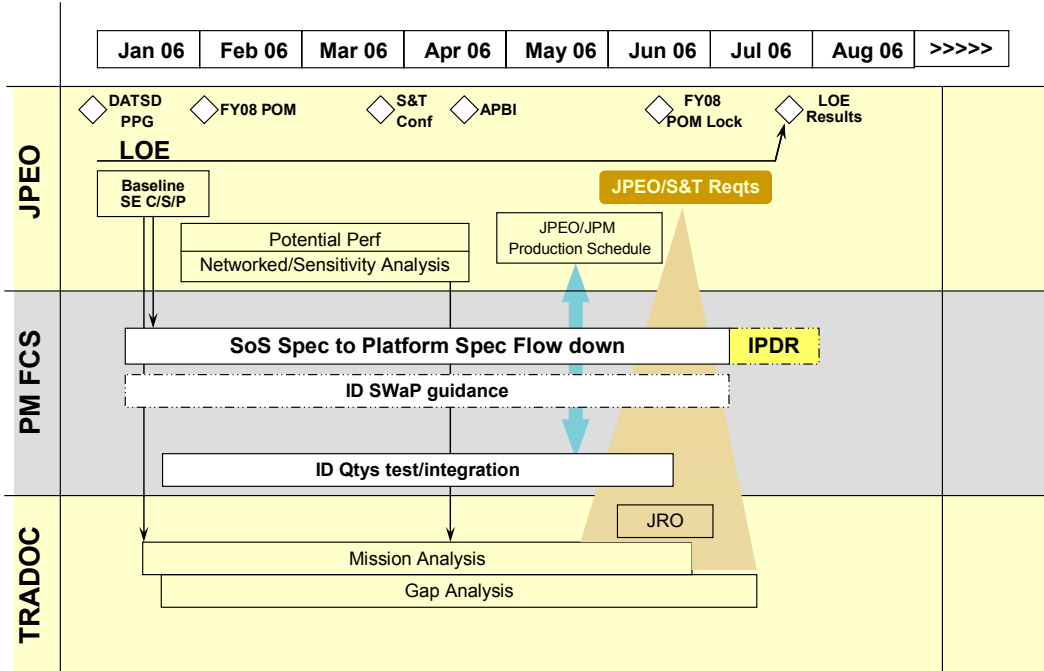 Jan 06 Feb 06 Mar 06 Apr 06 May 06 Jun 06 Jul 06 Aug 06 >>>>>
JPEO
DATSD
PPG
FY08 POM
S&T
Conf
APBI
FY08
POM Lock
LOE
Results
LOE
Baseline
SE C/S/P
JPEO/S&T Reqts
Potential Perf
Networked/Sensitivity Analysis
JPEO/JPM
Production Schedule
PM FCS
SoS Spec to Platform Spec Flow down
IPDR
ID SWaP guidance
ID Qtys test/integration
TRADOC
JRO
Mission Analysis
Gap Analysis